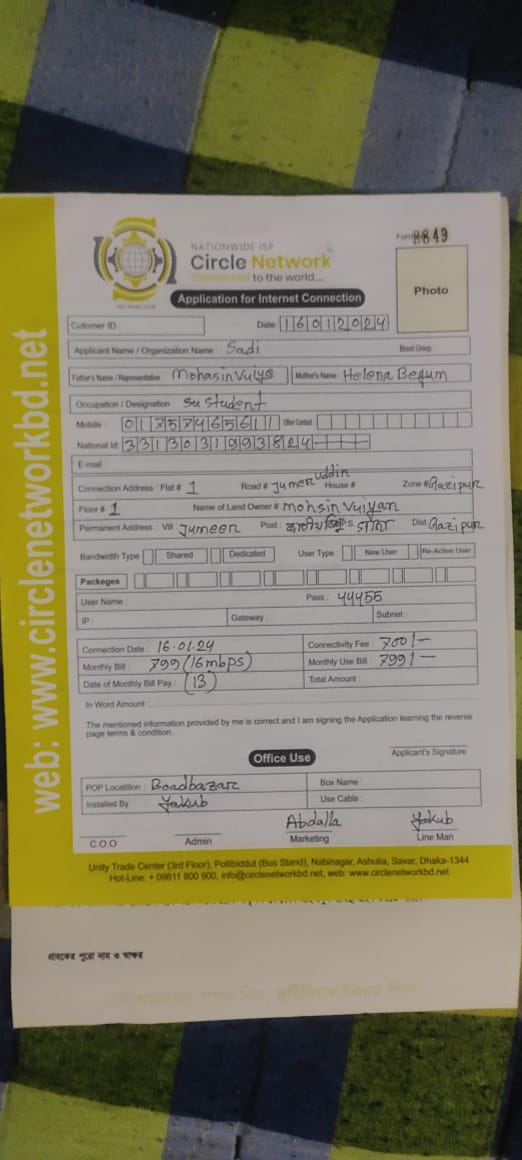 web: www.circlenetworkbd.net
NATIONWIDE ISP
Circle Network
Connected to the world...
Form 8849
Application for Internet Connection
Photo
Cutomer ID
Date 16012024
Applicant Name / Organization Name : Sadi
Blood Group
Father's Name / Representative : Mohasin Vuiya Mother's Name : Helena Begum
Occupation / Designation : Student
Mobile : Other Contact
National Id:
E-mail
Connection Address : Flat # 1 Road # Jumer uddin House # Zone # Gazipur
Floor # 1 Name of Land Owner # Mohsin Vuiyan
Permanent Address : Vill Jumeer Post : Dist. Gazipur
Bandwidth Type Shared Dedicated User Type New User Re-Active User
Packeges
User Name : Pass : 44455
IP : Gateway : Subnet :
Connection Date : 16.01.24 Connectivity Fee : 700/-
Monthly Bill : 799 (16mbps) Monthly Use Bill : 799/-
Date of Monthly Bill Pay : (13) Total Amount :
In Word Amount :
The mentioned information provided by me is correct and I am signing the Application learning the reverse
page terms & condition.
Applicant's Signature
Office Use
POP Locatition : Boadbazar Box Name :
Installed By : Yakub Use Cable :
Abdalla Yakub
C.O.O Admin Marketing Line Man
Unity Trade Center (3rd Floor), Pollibiddut (Bus Stand), Nabinagar, Ashulia, Savar, Dhaka-1344
Hot-Line: + 09611 800 900, info@circlenetworkbd.net, web: www.circlenetworkbd.net
গ্রাহকের পুরো নাম ও স্বাক্ষর